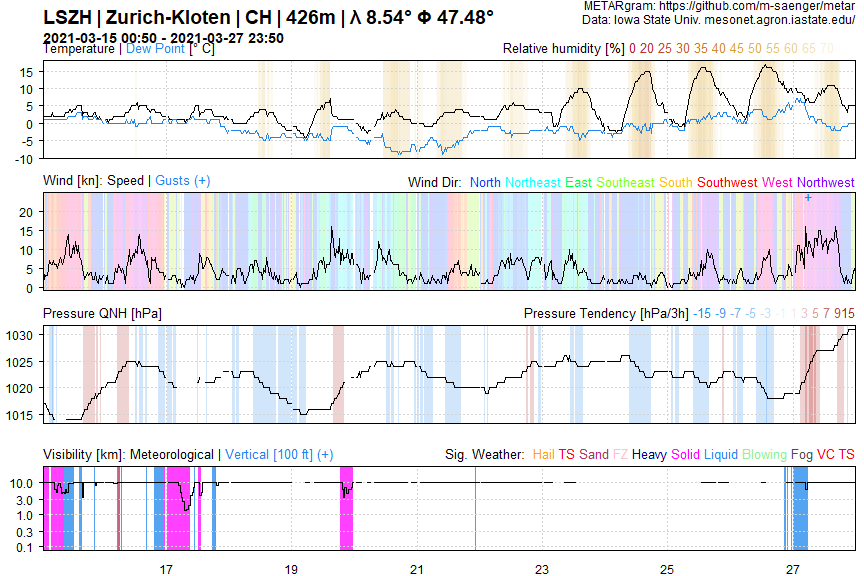 LSZH | Zurich-Kloten | CH | 426m | λ 8.54° Φ 47.48°
METARgram: https://github.com/m-saenger/metar
Data: Iowa State Univ. mesonet.agron.iastate.edu/
2021-03-15 00:50 - 2021-03-27 23:50
Temperature | Dew Point [° C]
Relative humidity [%] 0 20 25 30 35 40 45 50 55 60 65 70
15
10
5
0
-5
-10
Wind [kn]: Speed | Gusts (+)
Wind Dir: North Northeast East Southeast South Southwest West Northwest
20
15
10
5
0
Pressure QNH [hPa]
Pressure Tendency [hPa/3h] -15 -9 -7 -5 -3 -1 1 3 5 7 9 15
1030
1025
1020
1015
Visibility [km]: Meteorological | Vertical [100 ft] (+)
Sig. Weather: Hail TS Sand FZ Heavy Solid Liquid Blowing Fog VC TS
10.0
3.0
1.0
0.3
0.1
17 19 21 23 25 27